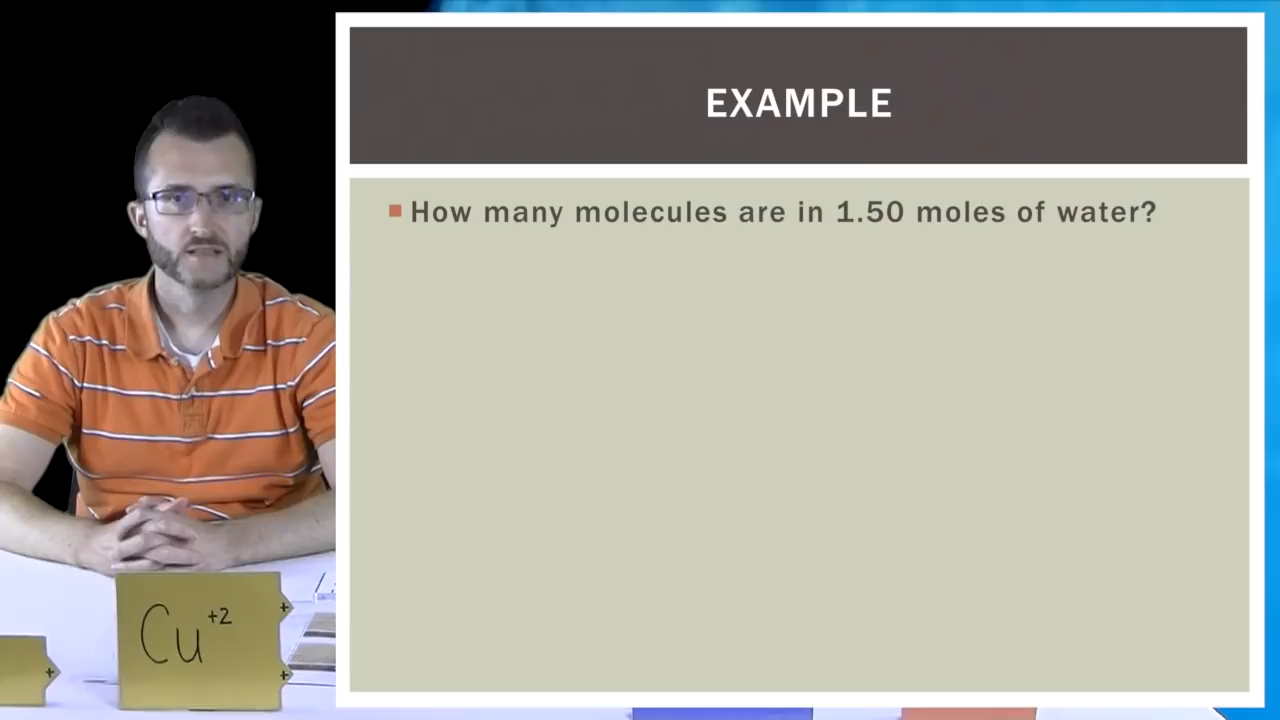 EXAMPLE
How many molecules are in 1.50 moles of water?
Cu+2
+
+
+